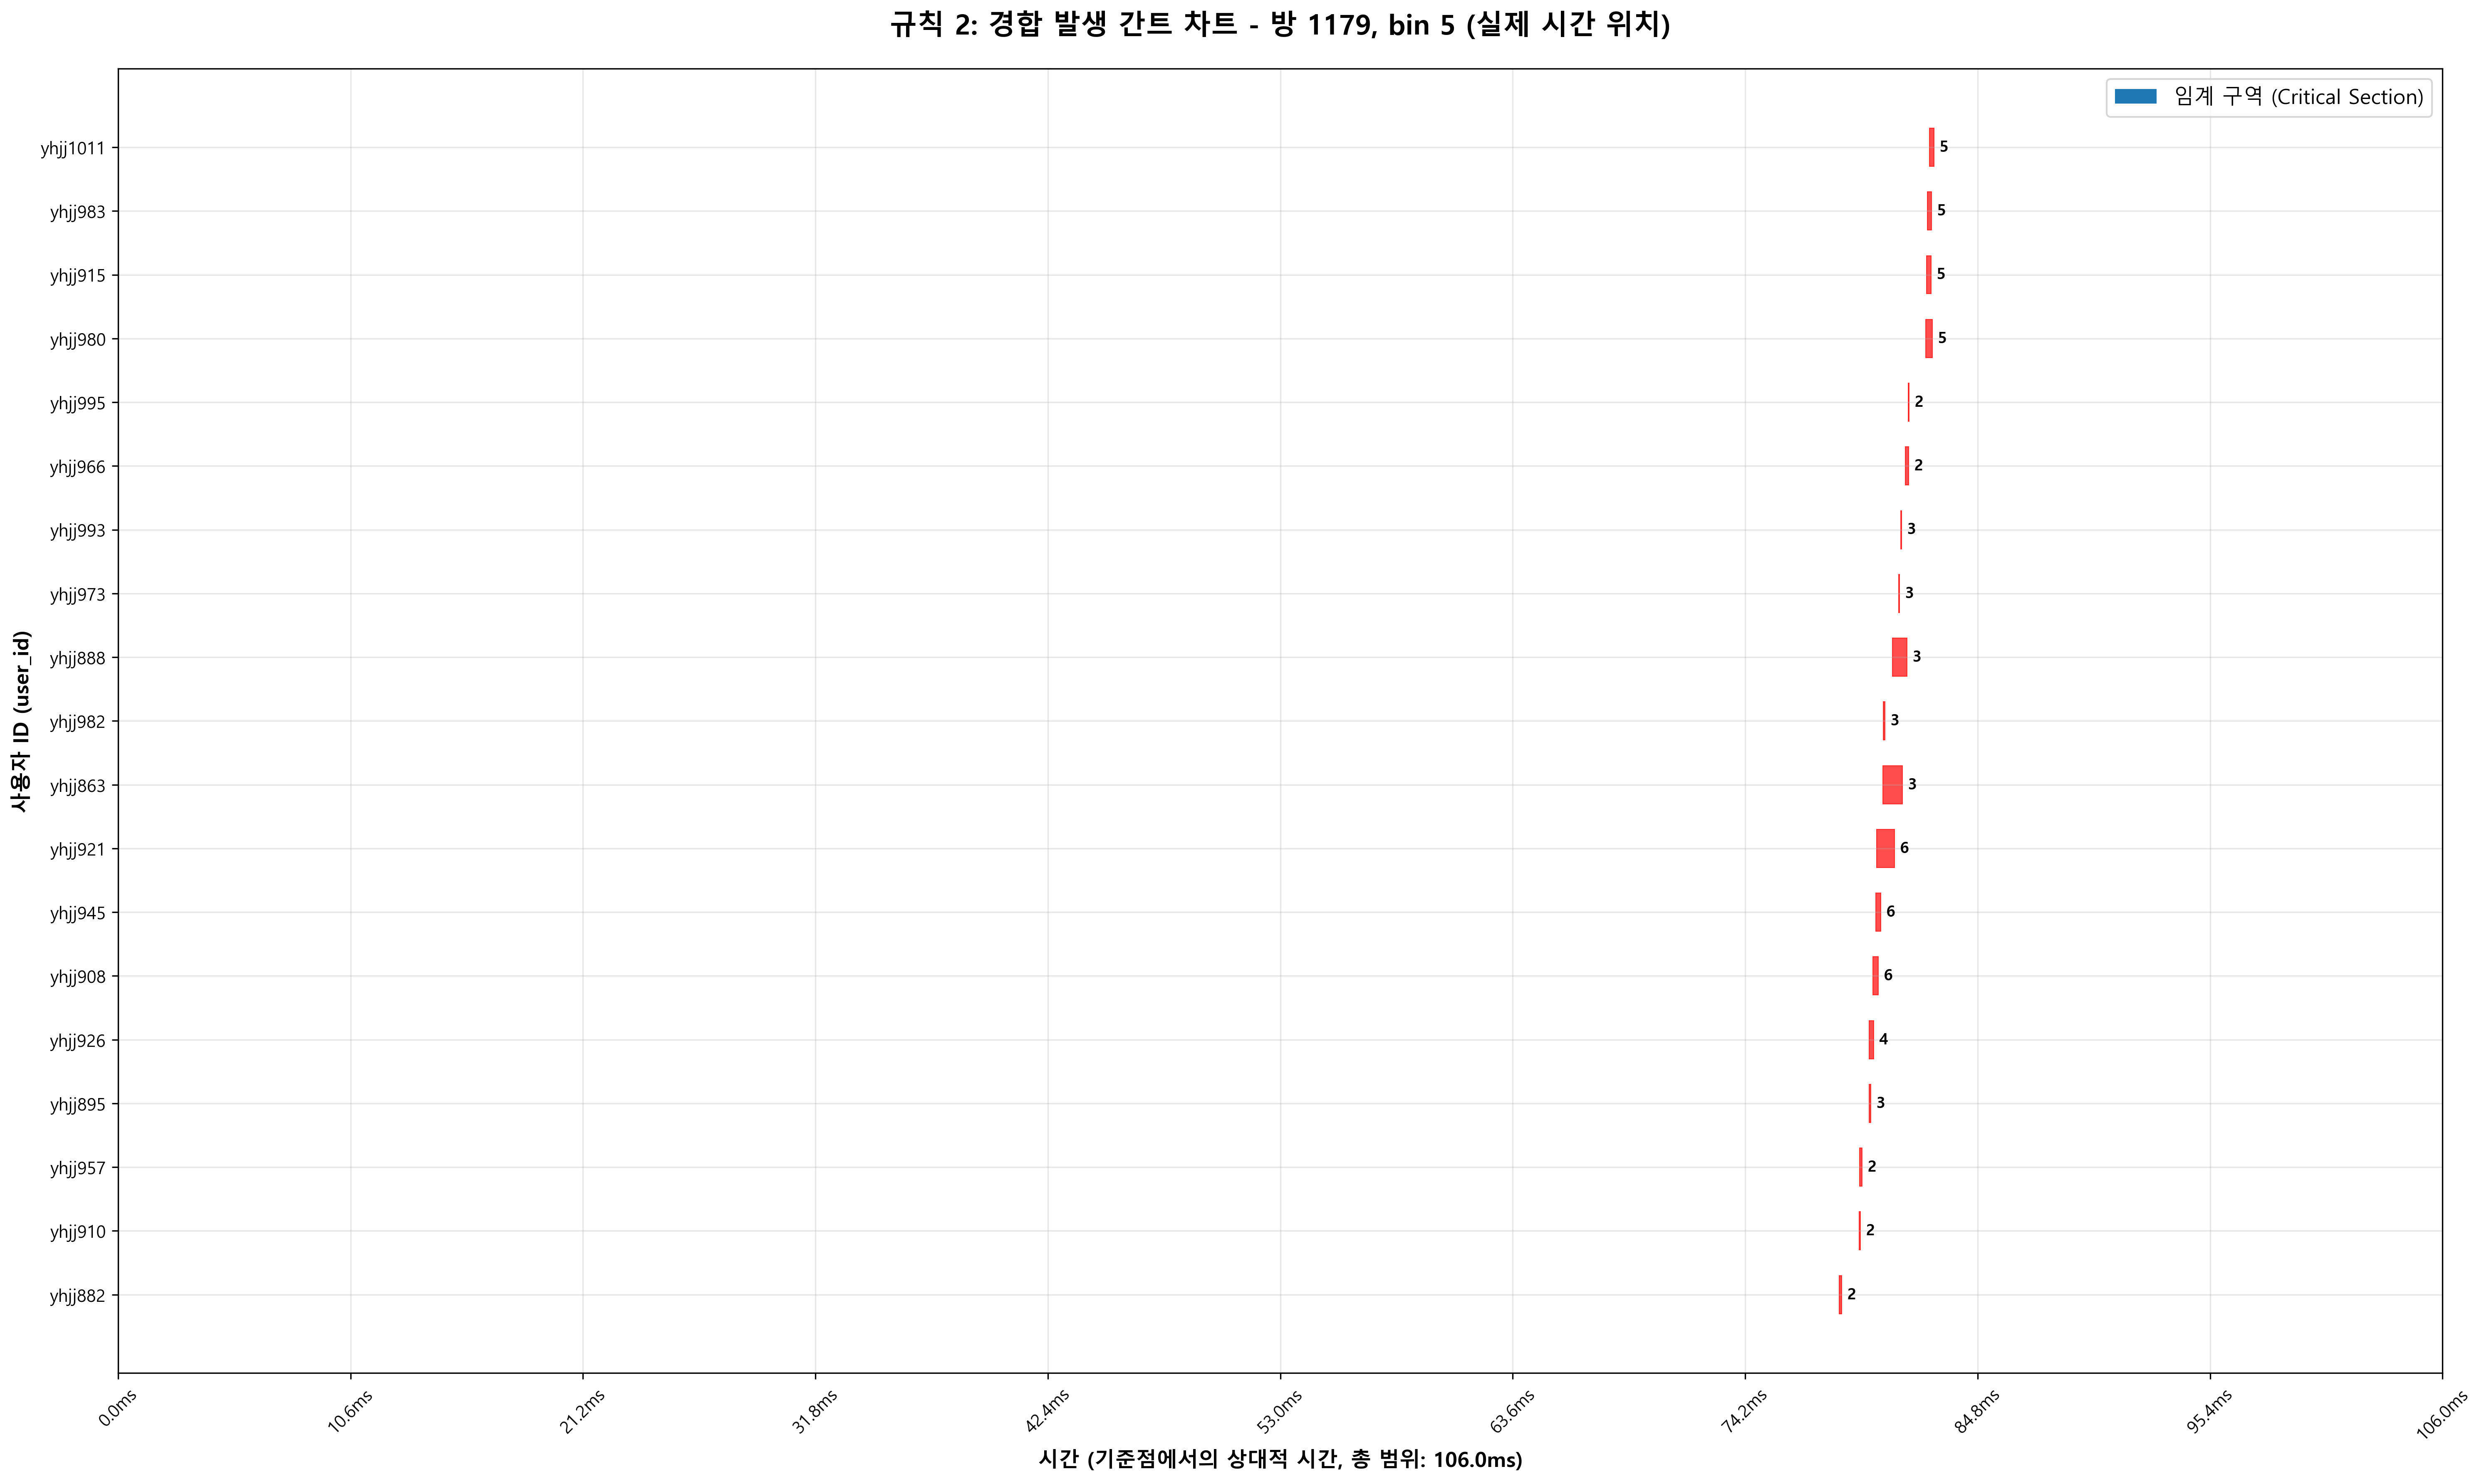 규칙 2: 경합 발생 간트 차트 - 방 1179, bin 5 (실제 시간 위치)
임계 구역 (Critical Section)
사용자 ID (user_id)
yhjj1011 5
yhjj983 5
yhjj915 5
yhjj980 5
yhjj995 2
yhjj966 2
yhjj993 3
yhjj973 3
yhjj888 3
yhjj982 3
yhjj863 3
yhjj921 6
yhjj945 6
yhjj908 6
yhjj926 4
yhjj895 3
yhjj957 2
yhjj910 2
yhjj882 2
0.0ms 10.6ms 21.2ms 31.8ms 42.4ms 53.0ms 63.6ms 74.2ms 84.8ms 95.4ms 106.0ms
시간 (기준점에서의 상대적 시간, 총 범위: 106.0ms)